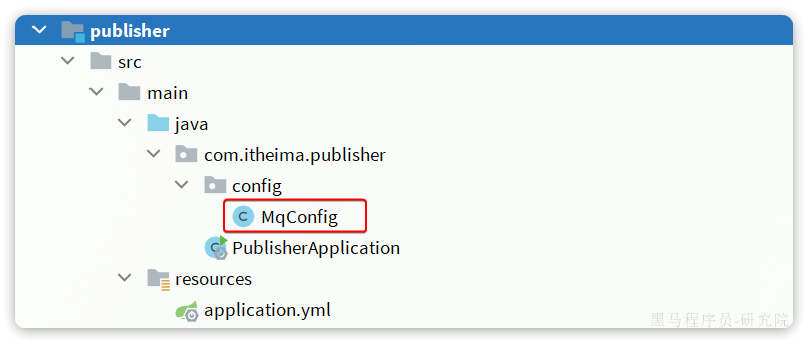 publisher
src
main
java
com.itheima.publisher
config
C MqConfig
C PublisherApplication
resources
application.yml
黑马程序员-研究院